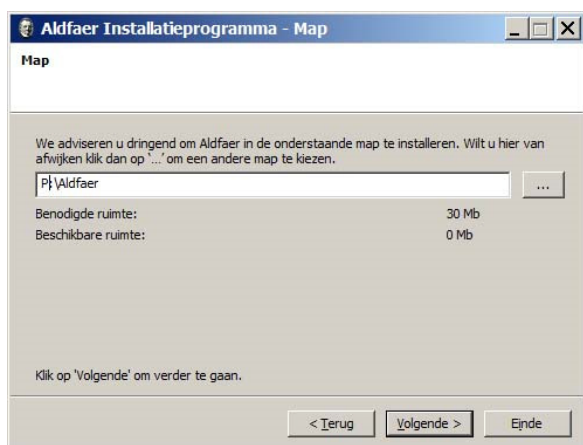 Aldfaer Installatieprogramma - Map
Map
We adviseren u dringend om Aldfaer in de onderstaande map te installeren. Wilt u hier van
afwijken klik dan op '...' om een andere map te kiezen.
P:\Aldfaer
...
Benodigde ruimte: 30 Mb
Beschikbare ruimte: 0 Mb
Klik op 'Volgende' om verder te gaan.
< Terug Volgende > Einde